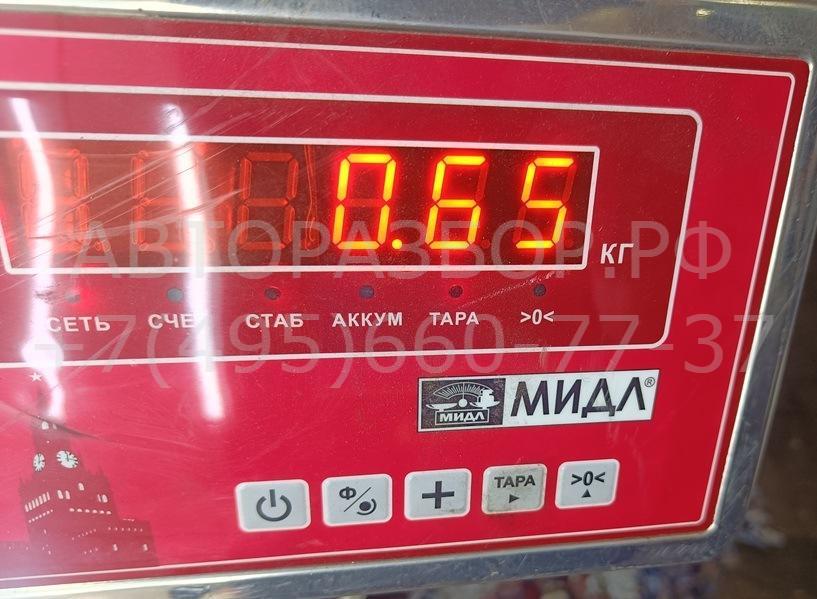 0.65
КГ
АВТОРАЗБОР.РФ
СЕТЬ СЧЕТ СТАБ АККУМ ТАРА >0<
+7(495)660-77-37
МИДЛ МИДЛ®
Ф + ТАРА >0<